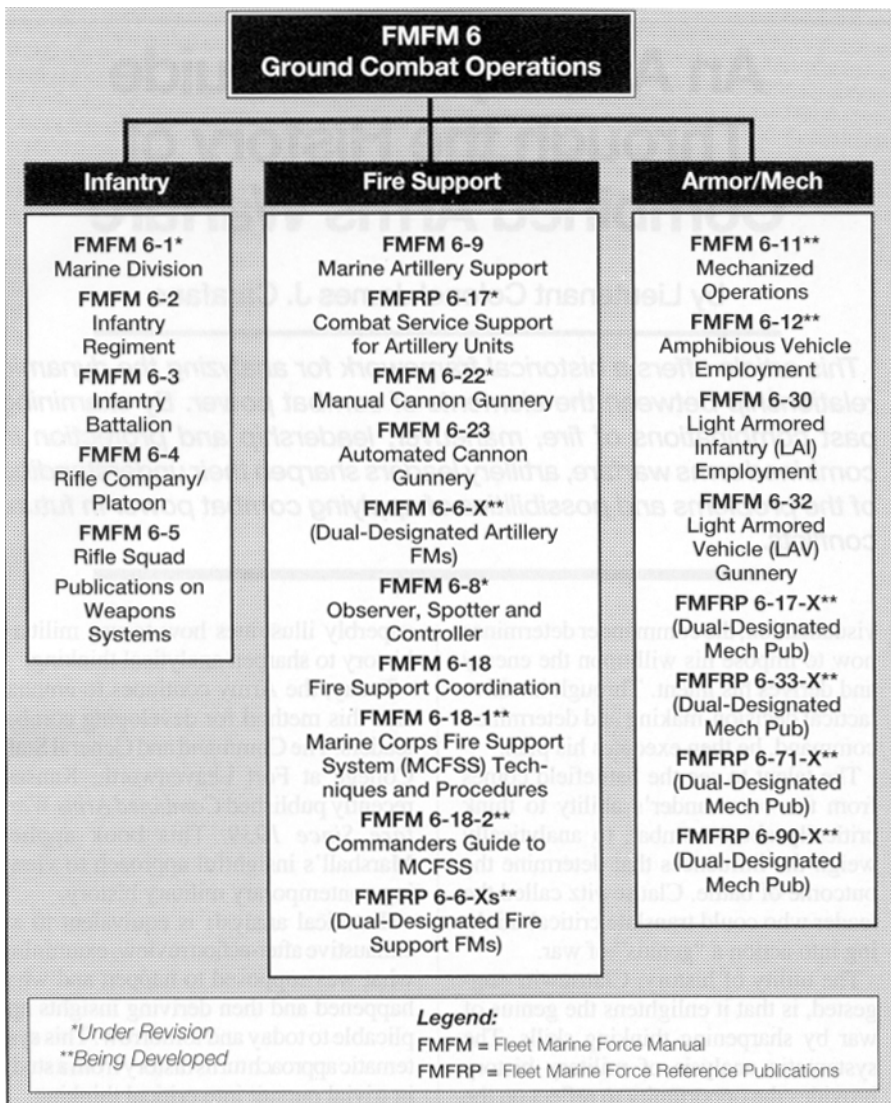 FMFM 6
Ground Combat Operations
Infantry
FMFM 6-1*
Marine Division
FMFM 6-2
Infantry
Regiment
FMFM 6-3
Infantry
Battalion
FMFM 6-4
Rifle Company/
Platoon
FMFM 6-5
Rifle Squad
Publications on
Weapons
Systems
Fire Support
FMFM 6-9
Marine Artillery Support
FMFRP 6-17*
Combat Service Support
for Artillery Units
FMFM 6-22*
Manual Cannon Gunnery
FMFM 6-23
Automated Cannon
Gunnery
FMFM 6-6-X**
(Dual-Designated Artillery
FMs)
FMFM 6-8*
Observer, Spotter and
Controller
FMFM 6-18
Fire Support Coordination
FMFM 6-18-1**
Marine Corps Fire Support
System (MCFSS) Tech-
niques and Procedures
FMFM 6-18-2**
Commanders Guide to
MCFSS
FMFRP 6-6-Xs**
(Dual-Designated Fire
Support FMs)
Armor/Mech
FMFM 6-11**
Mechanized
Operations
FMFM 6-12**
Amphibious Vehicle
Employment
FMFM 6-30
Light Armored
Infantry (LAI)
Employment
FMFM 6-32
Light Armored
Vehicle (LAV)
Gunnery
FMFRP 6-17-X**
(Dual-Designated
Mech Pub)
FMFRP 6-33-X**
(Dual-Designated
Mech Pub)
FMFRP 6-71-X**
(Dual-Designated
Mech Pub)
FMFRP 6-90-X**
(Dual-Designated
Mech Pub)
*Under Revision
**Being Developed
Legend:
FMFM = Fleet Marine Force Manual
FMFRP = Fleet Marine Force Reference Publications